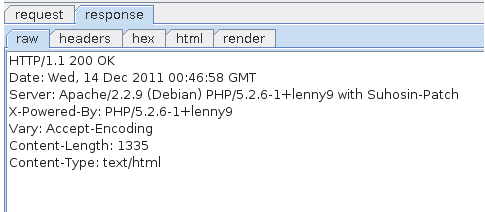 request response
raw headers hex html render
HTTP/1.1 200 OK
Date: Wed, 14 Dec 2011 00:46:58 GMT
Server: Apache/2.2.9 (Debian) PHP/5.2.6-1+lenny9 with Suhosin-Patch
X-Powered-By: PHP/5.2.6-1+lenny9
Vary: Accept-Encoding
Content-Length: 1335
Content-Type: text/html